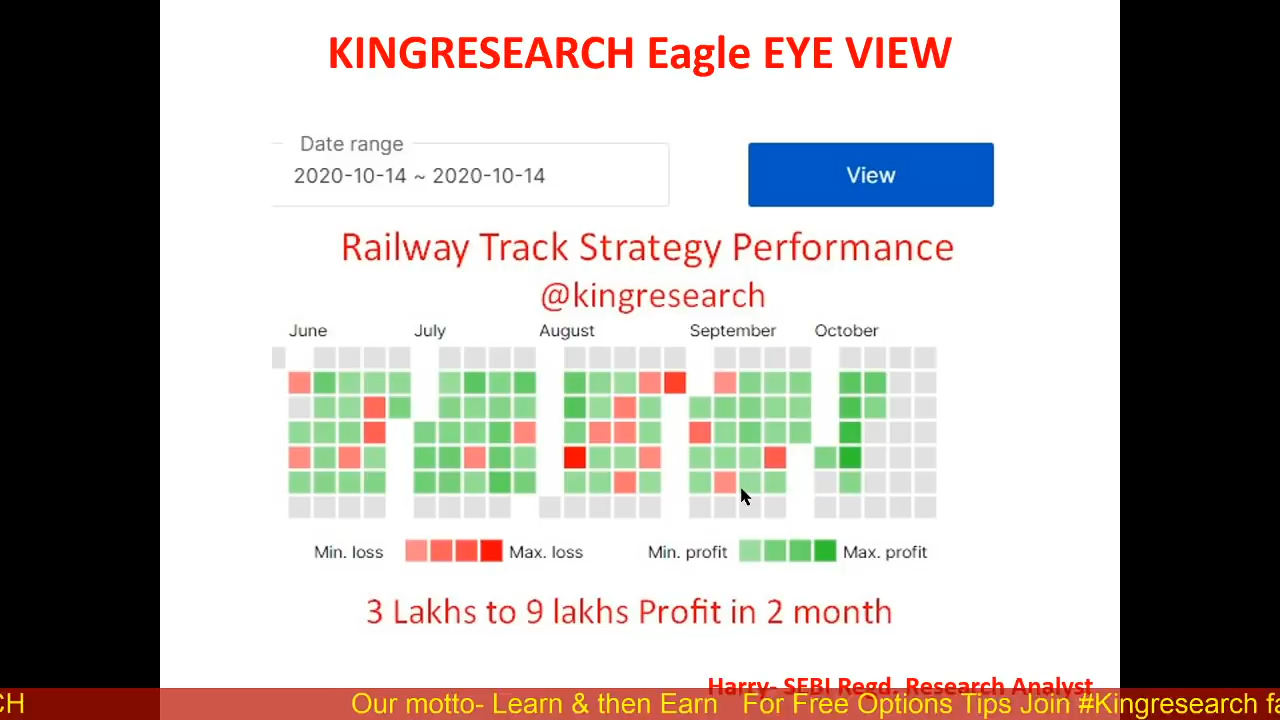 KINGRESEARCH Eagle EYE VIEW
Date range
2020-10-14 ~ 2020-10-14
View
Railway Track Strategy Performance
@kingresearch
June July August September October
Min. loss Max. loss Min. profit Max. profit
3 Lakhs to 9 lakhs Profit in 2 month
Harry- SEBI Regd. Research Analyst
CH Our motto- Learn & then Earn For Free Options Tips Join #Kingresearch fa